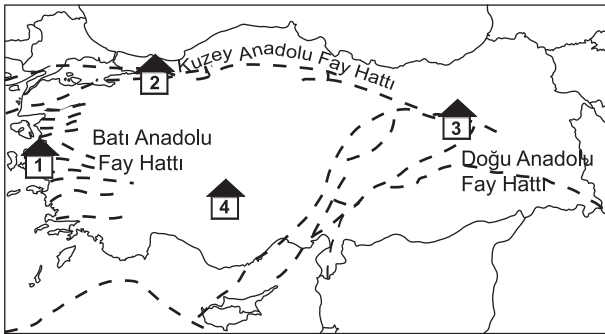 Kuzey Anadolu Fay Hattı
2
3
Batı Anadolu
Fay Hattı
1
Doğu Anadolu
Fay Hattı
4